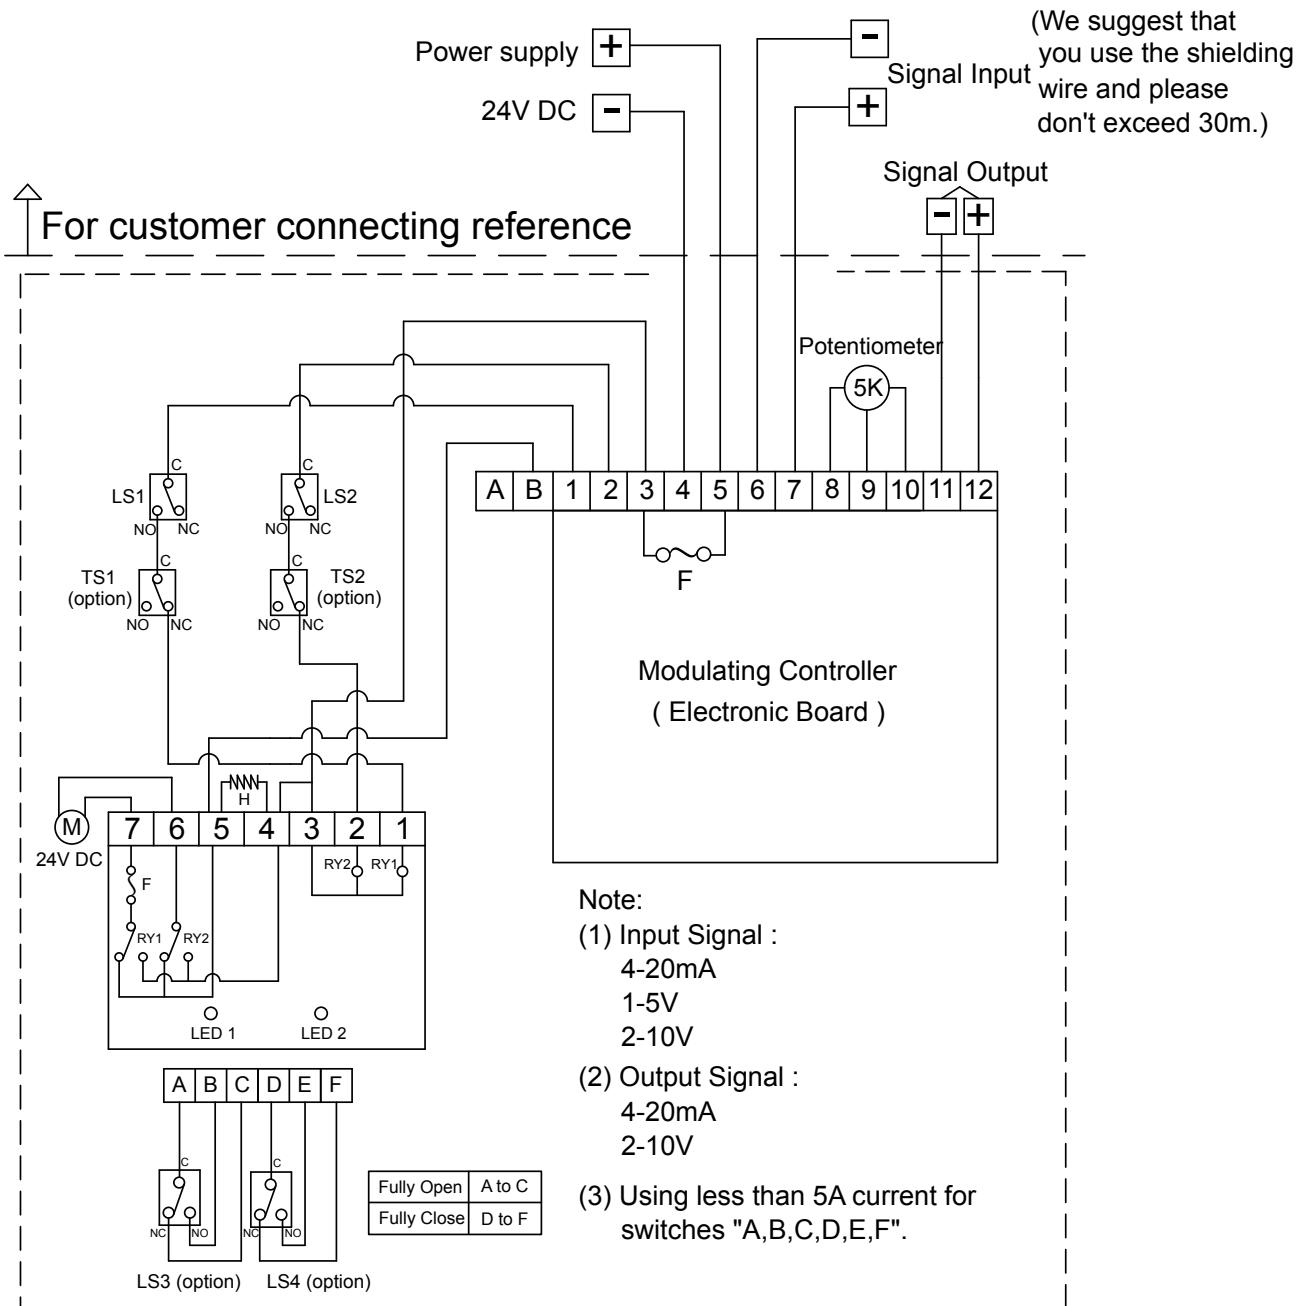 Power supply +
24V DC -
-
Signal Input
+
(We suggest that
you use the shielding
wire and please
don't exceed 30m.)
Signal Output
- +
For customer connecting reference
Potentiometer
5K
C
LS1
NO NC
C
LS2
NO NC
C
TS1
(option)
NO NC
C
TS2
(option)
NO NC
A B 1 2 3 4 5 6 7 8 9 10 11 12
F
Modulating Controller
( Electronic Board )
H
M
24V DC
7 6 5 4 3 2 1
F
RY2 RY1
RY1 RY2
LED 1 LED 2
A B C D E F
C
NC NO
C
NC NO
LS3 (option) LS4 (option)
Fully Open A to C
Fully Close D to F
Note:
(1) Input Signal :
4-20mA
1-5V
2-10V
(2) Output Signal :
4-20mA
2-10V
(3) Using less than 5A current for
switches "A,B,C,D,E,F".